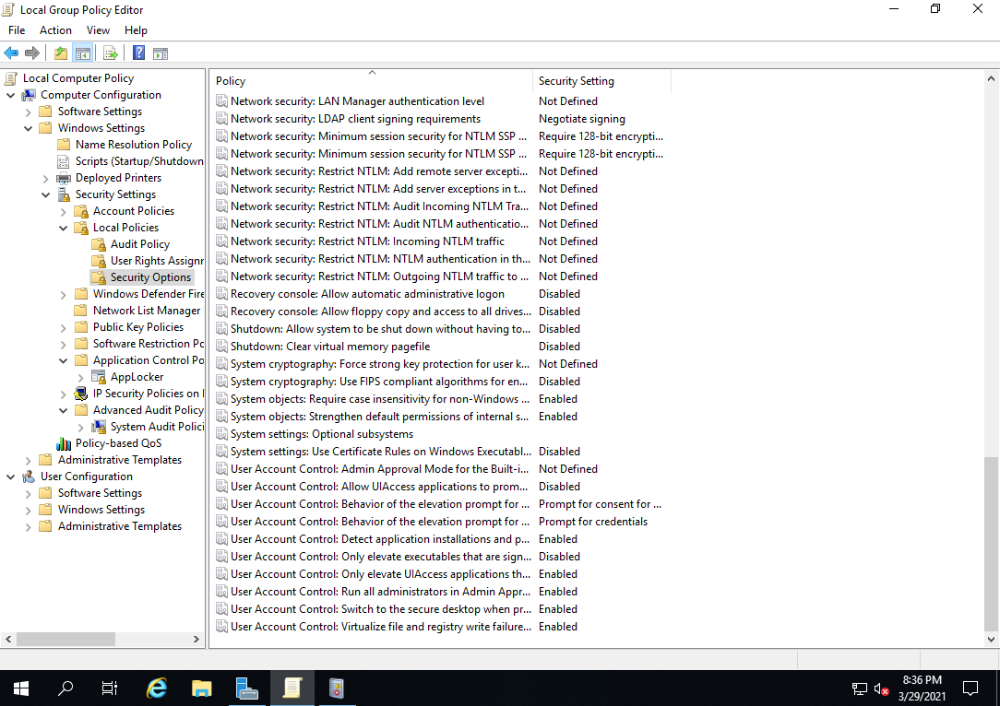 Local Group Policy Editor
File Action View Help
Local Computer Policy
Computer Configuration
Software Settings
Windows Settings
Name Resolution Policy
Scripts (Startup/Shutdown
Deployed Printers
Security Settings
Account Policies
Local Policies
Audit Policy
User Rights Assignr
Security Options
Windows Defender Fire
Network List Manager
Public Key Policies
Software Restriction Po
Application Control Po
AppLocker
IP Security Policies on
Advanced Audit Policy
System Audit Polici
Policy-based QoS
Administrative Templates
User Configuration
Software Settings
Windows Settings
Administrative Templates
Policy Security Setting
Network security: LAN Manager authentication level Not Defined
Network security: LDAP client signing requirements Negotiate signing
Network security: Minimum session security for NTLM SSP ... Require 128-bit encrypti...
Network security: Minimum session security for NTLM SSP ... Require 128-bit encrypti...
Network security: Restrict NTLM: Add remote server excepti... Not Defined
Network security: Restrict NTLM: Add server exceptions in t... Not Defined
Network security: Restrict NTLM: Audit Incoming NTLM Tra... Not Defined
Network security: Restrict NTLM: Audit NTLM authenticatio... Not Defined
Network security: Restrict NTLM: Incoming NTLM traffic Not Defined
Network security: Restrict NTLM: NTLM authentication in th... Not Defined
Network security: Restrict NTLM: Outgoing NTLM traffic to ... Not Defined
Recovery console: Allow automatic administrative logon Disabled
Recovery console: Allow floppy copy and access to all drives... Disabled
Shutdown: Allow system to be shut down without having to... Disabled
Shutdown: Clear virtual memory pagefile Disabled
System cryptography: Force strong key protection for user k... Not Defined
System cryptography: Use FIPS compliant algorithms for en... Disabled
System objects: Require case insensitivity for non-Windows ... Enabled
System objects: Strengthen default permissions of internal s... Enabled
System settings: Optional subsystems
System settings: Use Certificate Rules on Windows Executabl... Disabled
User Account Control: Admin Approval Mode for the Built-i... Not Defined
User Account Control: Allow UIAccess applications to prom... Disabled
User Account Control: Behavior of the elevation prompt for ... Prompt for consent for ...
User Account Control: Behavior of the elevation prompt for ... Prompt for credentials
User Account Control: Detect application installations and p... Enabled
User Account Control: Only elevate executables that are sign... Disabled
User Account Control: Only elevate UIAccess applications th... Enabled
User Account Control: Run all administrators in Admin Appr... Enabled
User Account Control: Switch to the secure desktop when pr... Enabled
User Account Control: Virtualize file and registry write failure... Enabled
8:36 PM
3/29/2021